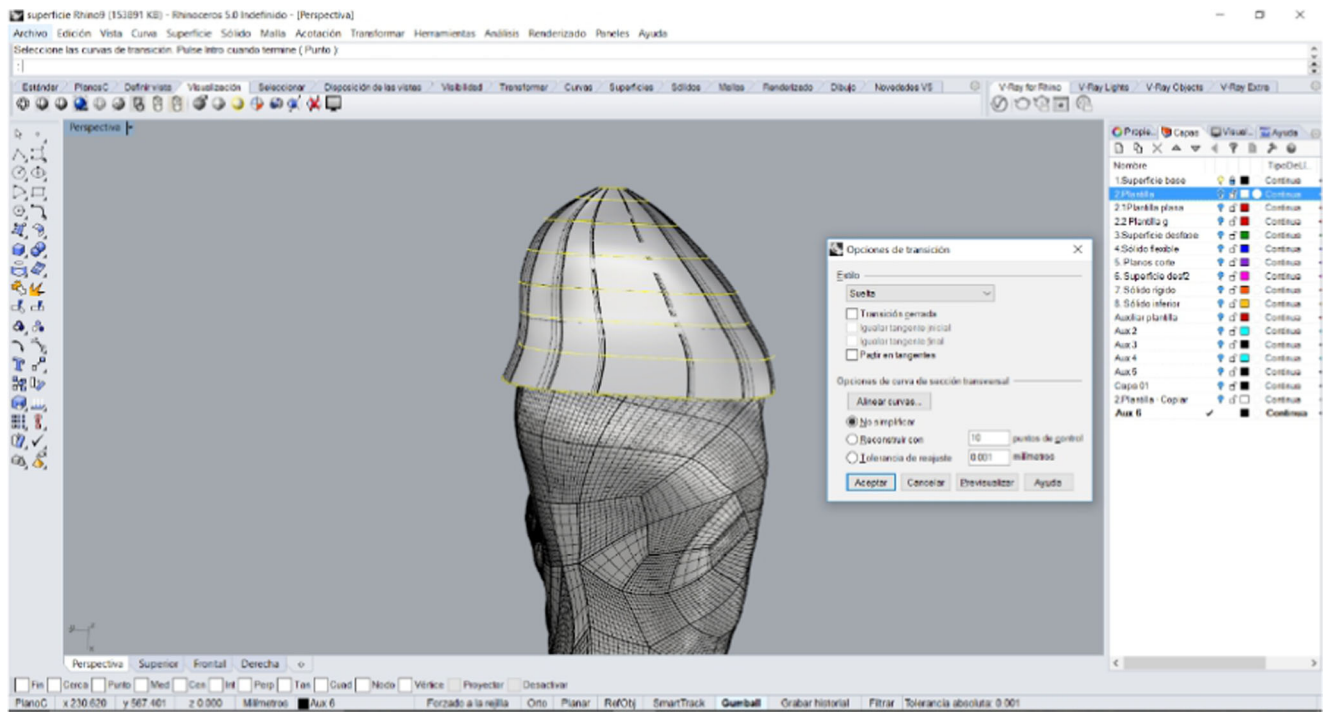 superficie Rhino9 (153891 KB) - Rhinoceros 5.0 Indefinido - [Perspectiva]
Archivo Edición Vista Curva Superficie Sólido Malla Acotación Transformar Herramientas Análisis Renderizado Paneles Ayuda
Seleccione las curvas de transición. Pulse Intro cuando termine ( Punto )
:
Estándar PlanosC Definir vista Visualización Seleccionar Disposición de las vistas Visibilidad Transformar Curvas Superficies Sólidos Mallas Renderizado Dibujo Novedades V5 V-Ray for Rhino V-Ray Lights V-Ray Objects V-Ray Extra
Perspectiva
Propie... Capas Visual... Ayuda
Nombre TipoDeLí...
1.Superficie base Continua
2.Plantilla Continua
2.1Plantilla plana Continua
2.2 Plantilla g Continua
3.Superficie desfase Continua
4.Sólido flexible Continua
5. Planos corte Continua
6. Superficie desf2 Continua
7. Sólido rígido Continua
8. Sólido inferior Continua
Auxiliar plantilla Continua
Aux 2 Continua
Aux 3 Continua
Aux 4 Continua
Aux 5 Continua
Capa 01 Continua
2.Plantilla - Copiar Continua
Aux 6 Continua
Opciones de transición
Estilo
Suelta
Transición cerrada
Igualar tangente inicial
Igualar tangente final
Partir en tangentes
Opciones de curva de sección transversal
Alinear curvas...
No simplificar
Reconstruir con 10 puntos de control
Tolerancia de reajuste 0.001 milímetros
Aceptar Cancelar Previsualizar Ayuda
Perspectiva Superior Frontal Derecha
Fin Cerca Punto Med Cen Int Perp Tan Cuad Nodo Vértice Proyectar Desactivar
PlanoC x 230.620 y 567.401 z 0.000 Milímetros Aux 6 Forzado a la rejilla Orto Planar RefObj SmartTrack Gumball Grabar historial Filtrar Tolerancia absoluta: 0.001